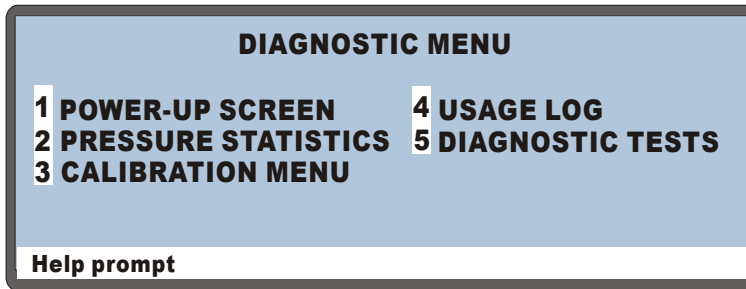 DIAGNOSTIC MENU
1 POWER-UP SCREEN
2 PRESSURE STATISTICS
3 CALIBRATION MENU
4 USAGE LOG
5 DIAGNOSTIC TESTS
Help prompt